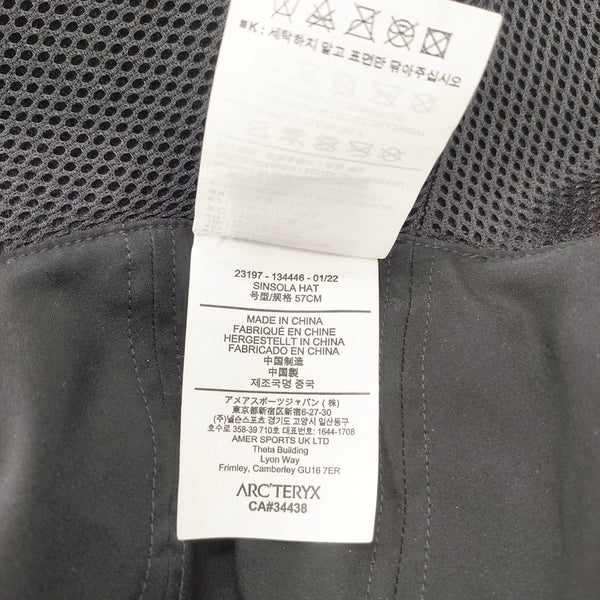 ■K : 세탁하지 말고 표면만 닦아주십시오
23197 - 134446 - 01/22
SINSOLA HAT
号型/规格 57CM
MADE IN CHINA
FABRIQUÉ EN CHINE
HERGESTELLT IN CHINA
FABRICADO EN CHINA
中国制造
中国製
제조국명 중국
アメアスポーツジャパン (株)
東京都新宿区新宿6-27-30
(주)넬슨스포츠 경기도 고양시 일산동구
호수로 358-39 710호 대표번호: 1644-1708
AMER SPORTS UK LTD
Theta Building
Lyon Way
Frimley, Camberley GU16 7ER
ARC'TERYX
CA#34438